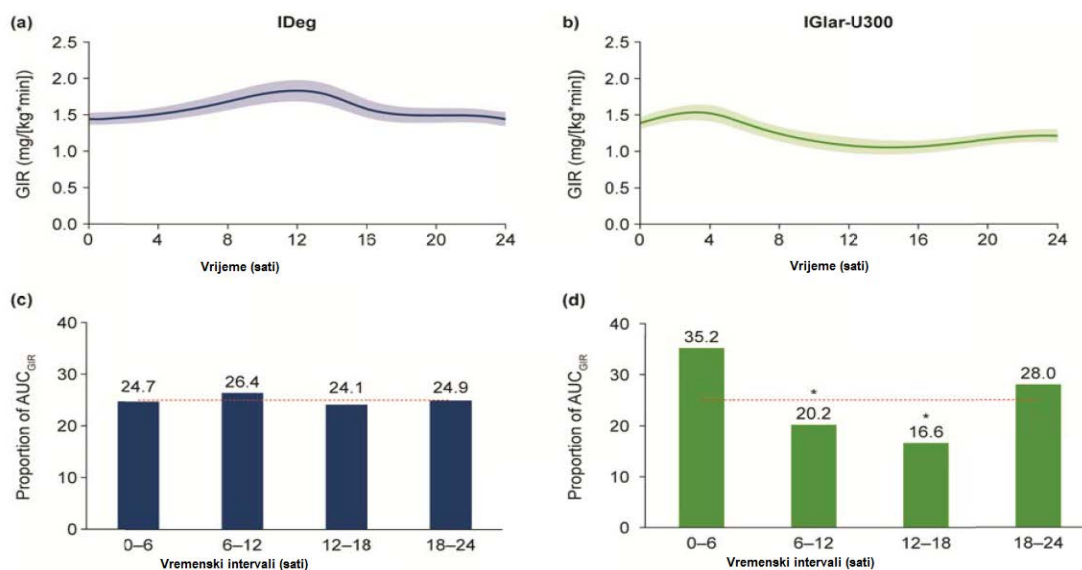 (a) IDeg
2.5
2.0
1.5
1.0
0.5
0.0
GIR (mg/[kg*min])
0 4 8 12 16 20 24
Vrijeme (sati)
b) IGlar-U300
2.5
2.0
1.5
1.0
0.5
0.0
GIR (mg/[kg*min])
0 4 8 12 16 20 24
Vrijeme (sati)
(c)
40
30
20
10
0
Proportion of AUCGIR
24.7 26.4 24.1 24.9
0–6 6–12 12–18 18–24
Vremenski intervali (sati)
(d)
40
30
20
10
0
Proportion of AUCGIR
35.2 * 20.2 * 16.6 28.0
0–6 6–12 12–18 18–24
Vremenski intervali (sati)